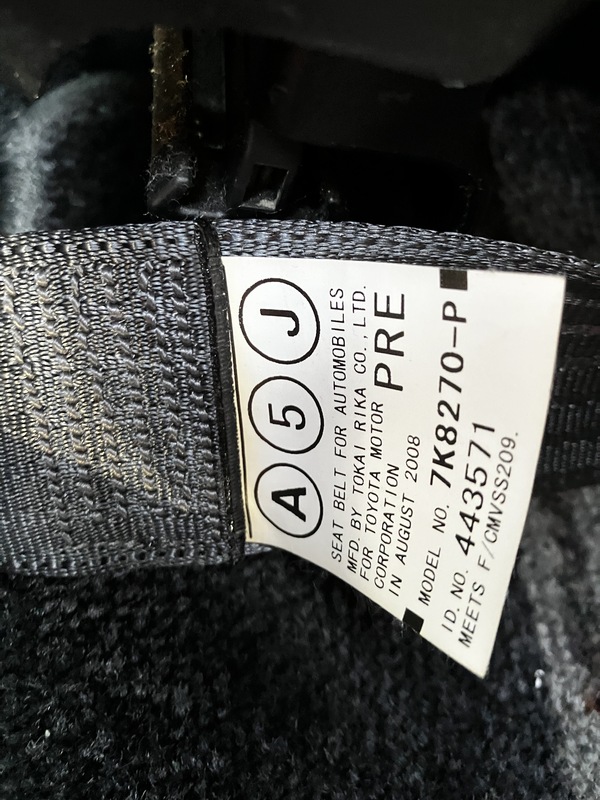 A 5 J
SEAT BELT FOR AUTOMOBILES
MFD. BY TOKAI RIKA CO., LTD.
FOR TOYOTA MOTOR
CORPORATION PRE
IN AUGUST 2008
MODEL NO. 7K8270-P
ID. NO. 443571
MEETS F/CMVSS209.